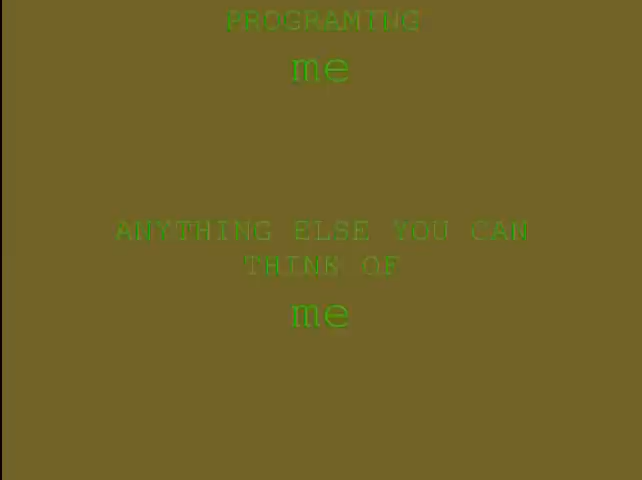 PROGRAMING
me
ANYTHING ELSE YOU CAN
THINK OF
me